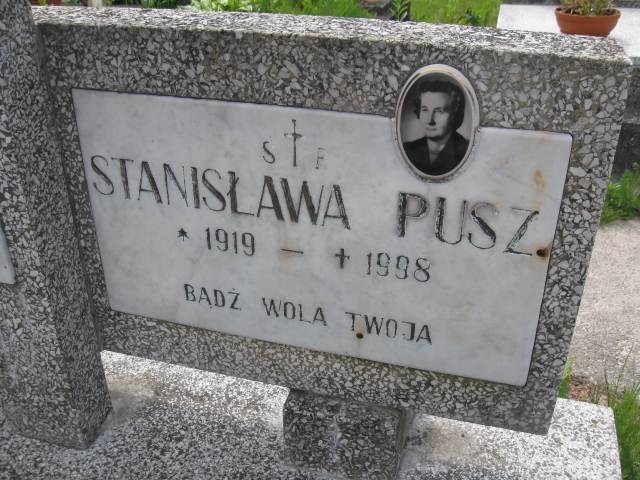 S † P
STANISŁAWA PUSZ
* 1919 – † 1998
BĄDŹ WOLA TWOJA